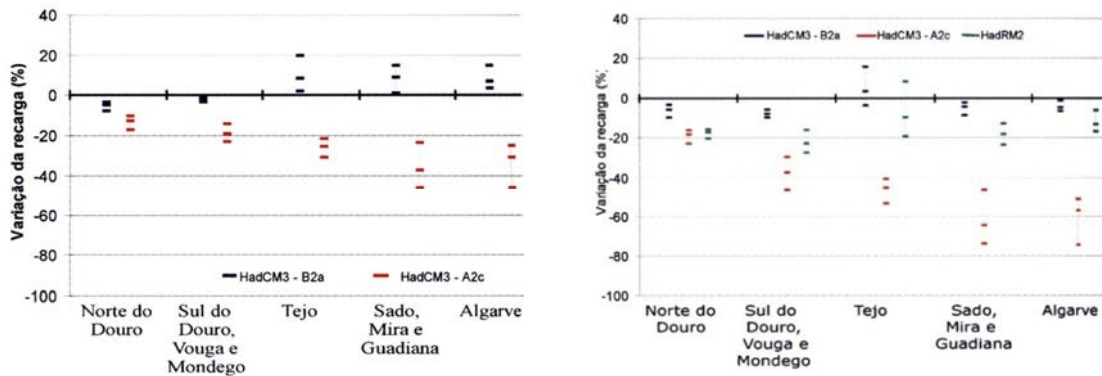 40
20
0
-20
-40
-60
-80
-100
Variação da recarga (%)
HadCM3 - B2a
HadCM3 - A2c
Norte do
Douro
Sul do
Douro,
Vouga e
Mondego
Tejo
Sado,
Mira e
Guadiana
Algarve
40
20
0
-20
-40
-60
-80
-100
Variação da recarga (%)
HadCM3 - B2a
HadCM3 - A2c
HadRM2
Norte do
Douro
Sul do
Douro,
Vouga e
Mondego
Tejo
Sado,
Mira e
Guadiana
Algarve